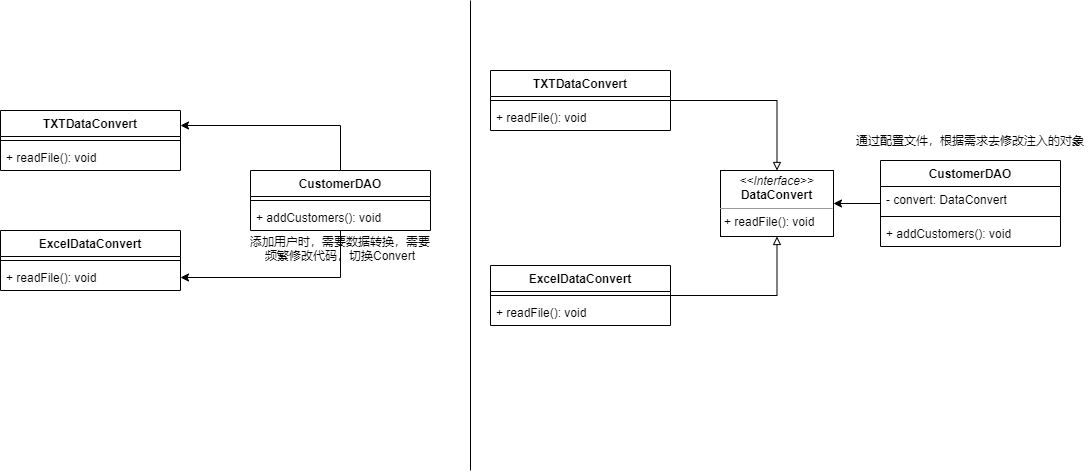 TXTDataConvert
+ readFile(): void
CustomerDAO
+ addCustomers(): void
添加用户时，需要数据转换，需要
频繁修改代码，切换Convert
ExcelDataConvert
+ readFile(): void
TXTDataConvert
+ readFile(): void
<<Interface>>
DataConvert
+ readFile(): void
通过配置文件，根据需求去修改注入的对象
CustomerDAO
- convert: DataConvert
+ addCustomers(): void
ExcelDataConvert
+ readFile(): void